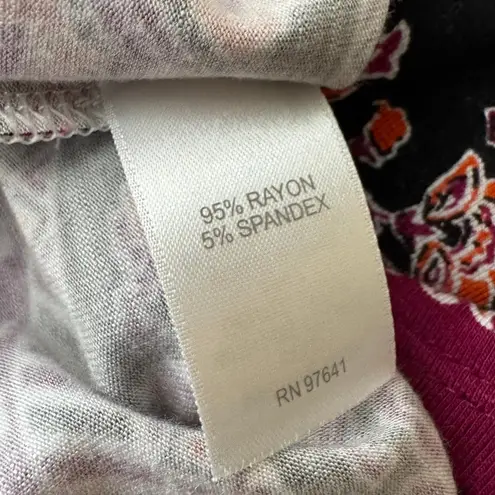 95% RAYON
5% SPANDEX
RN 97641